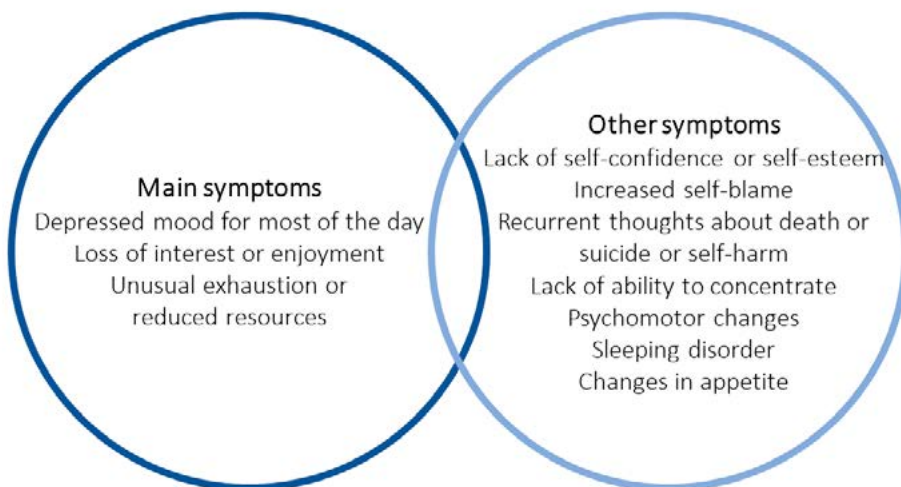 Main symptoms
Depressed mood for most of the day
Loss of interest or enjoyment
Unusual exhaustion or
reduced resources
Other symptoms
Lack of self-confidence or self-esteem
Increased self-blame
Recurrent thoughts about death or
suicide or self-harm
Lack of ability to concentrate
Psychomotor changes
Sleeping disorder
Changes in appetite